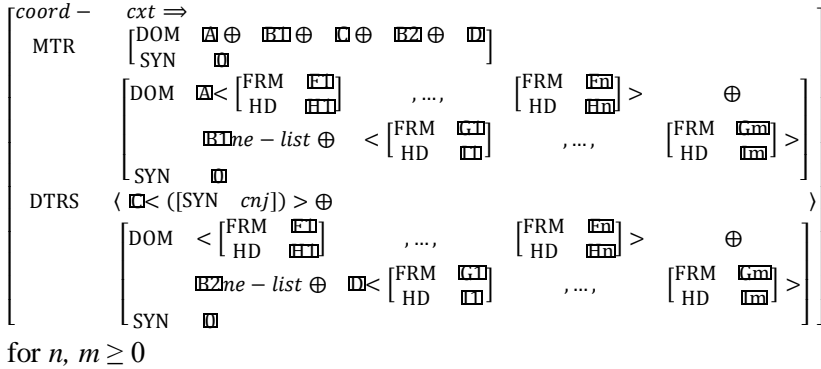 coord − cxt ⇒
MTR [DOM A ⊕ B1 ⊕ C ⊕ B2 ⊕ D
SYN 0]
[DOM A < [FRM F1 HD H1] , … , [FRM Fn HD Hn] > ⊕
B1 ne − list ⊕ < [FRM G1 HD I1] , … , [FRM Gm HD Im] >
SYN 0]
DTRS ⟨ C < ([SYN cnj]) > ⊕ ⟩
[DOM < [FRM F1 HD H1] , … , [FRM Fn HD Hn] > ⊕
B2 ne − list ⊕ D < [FRM G1 HD I1] , … , [FRM Gm HD Im] >
SYN 0]
for n, m ≥ 0